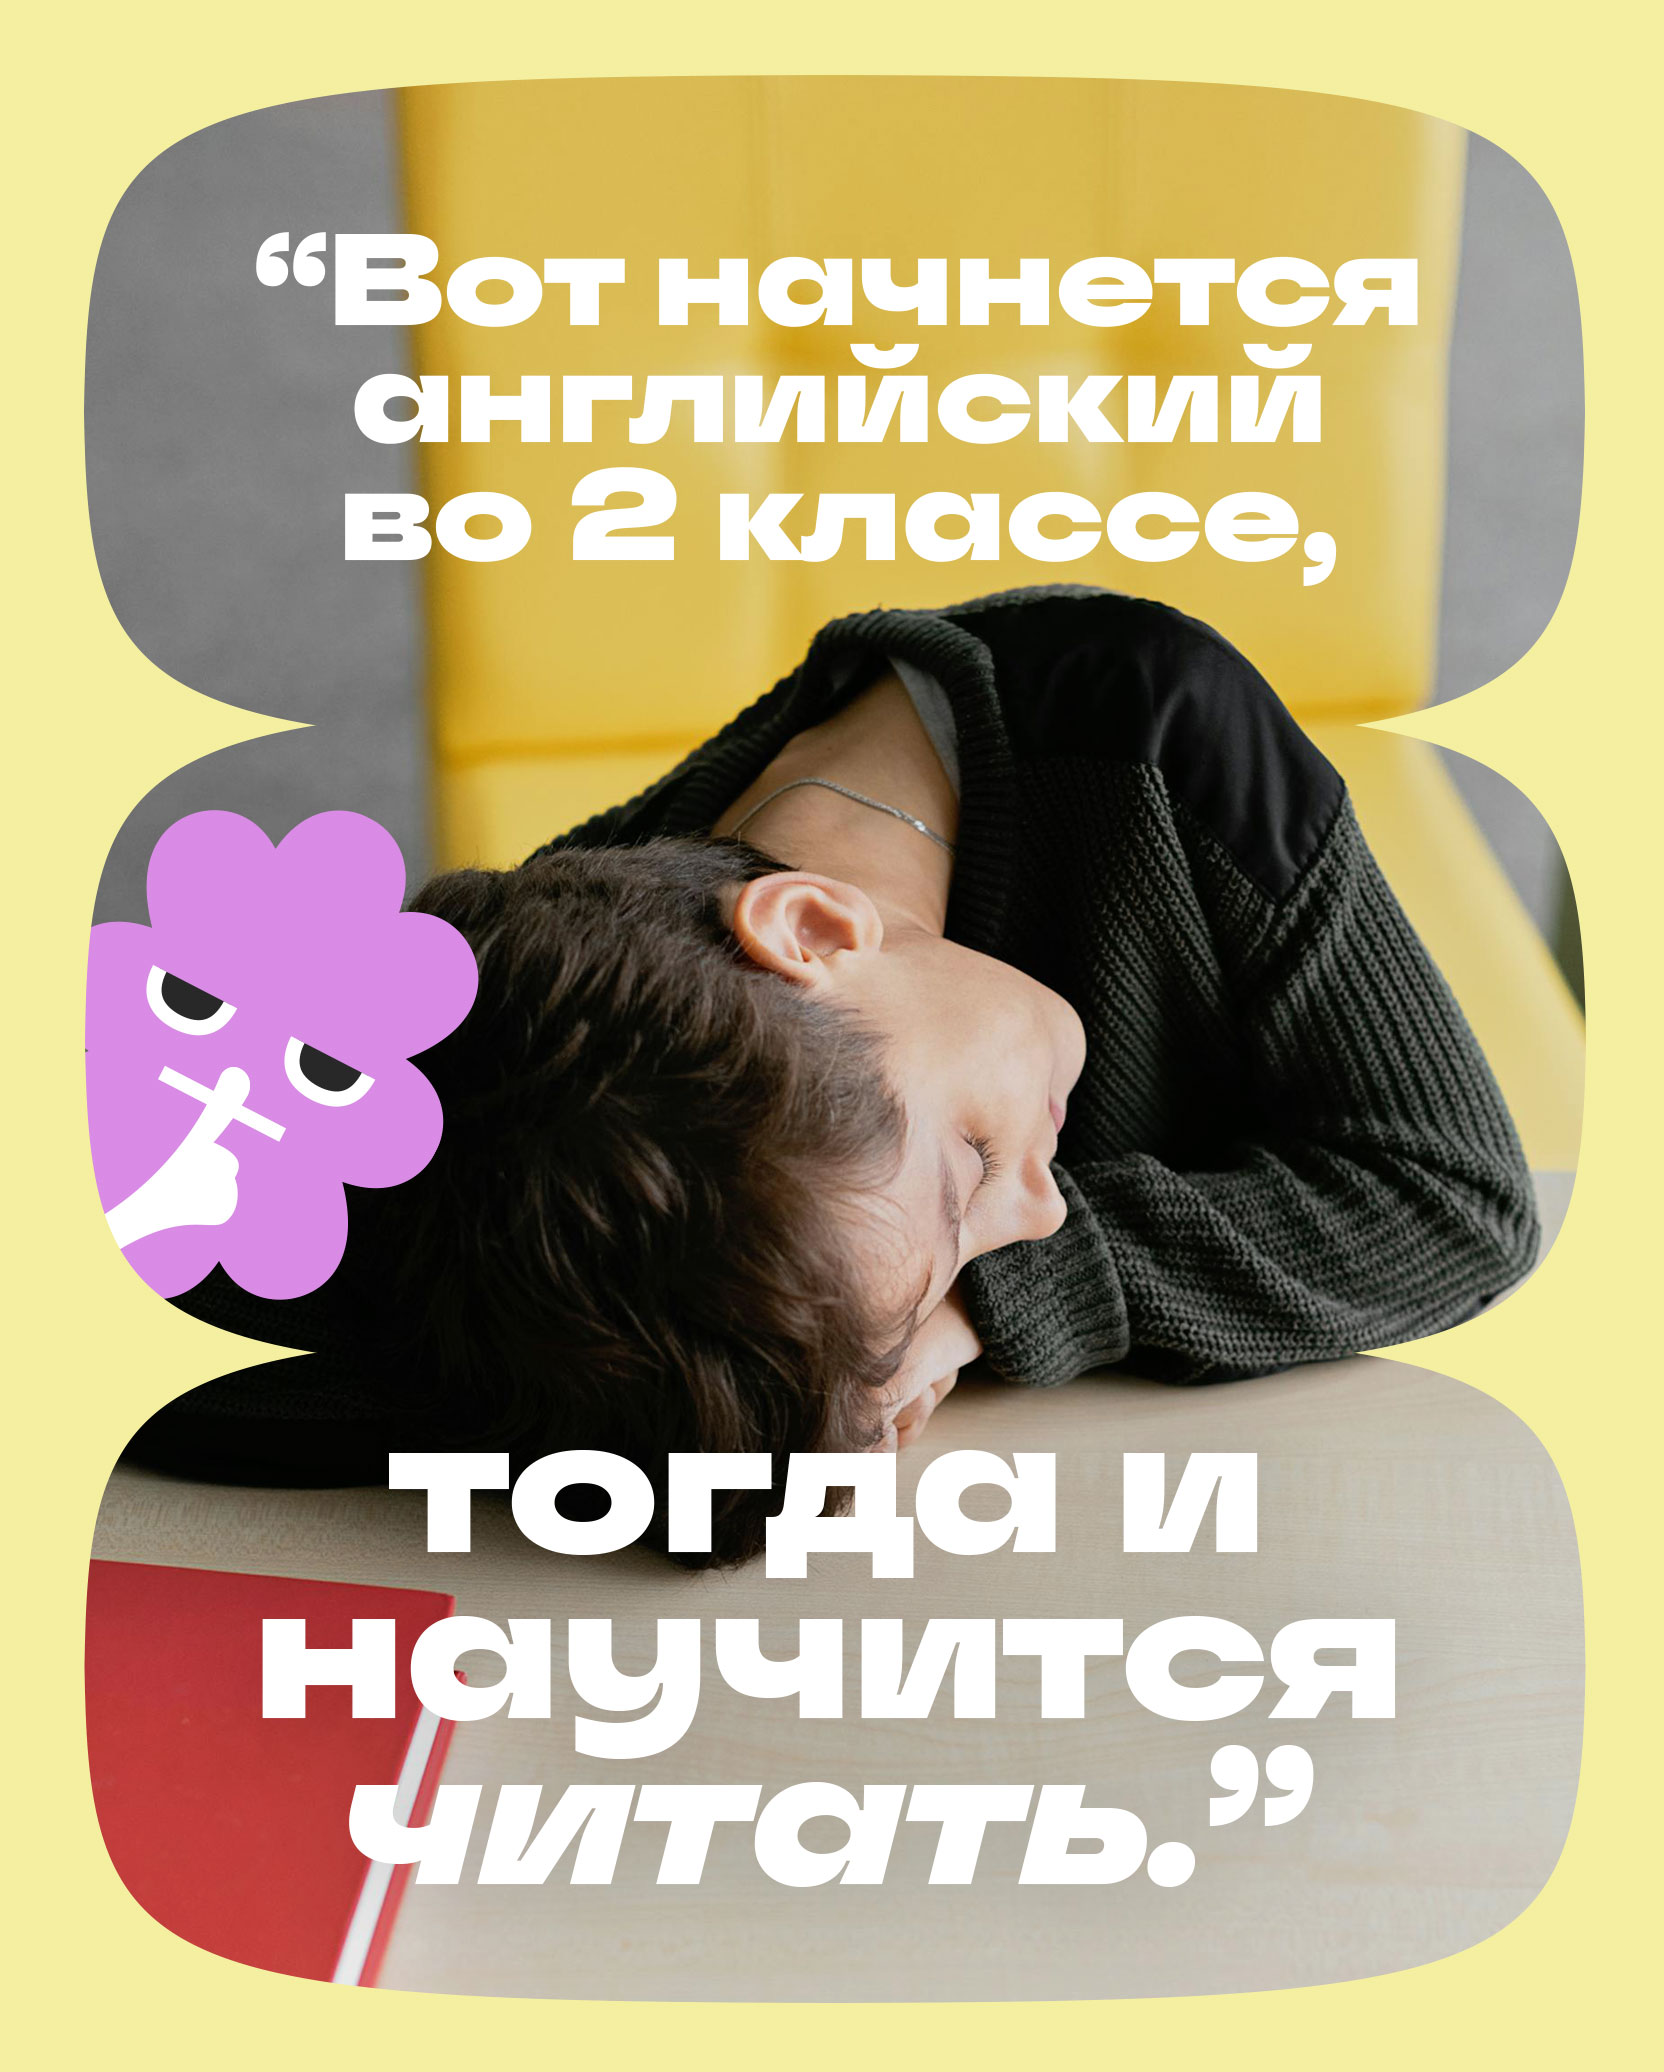 “Вот начнется
английский
во 2 классе,
тогда и
научится
читать.”